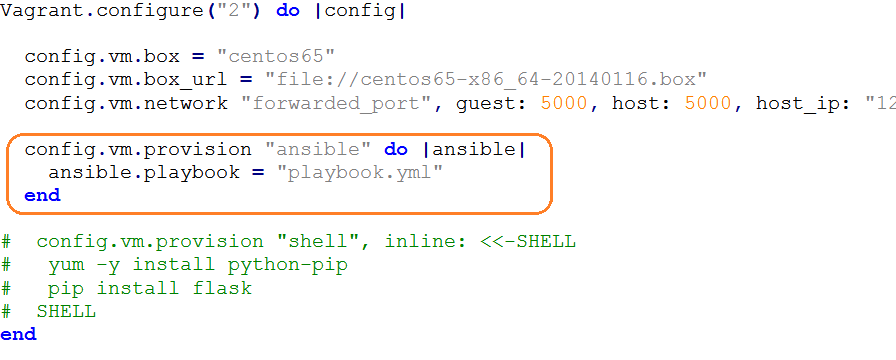 Vagrant.configure("2") do |config|
config.vm.box = "centos65"
config.vm.box_url = "file://centos65-x86_64-20140116.box"
config.vm.network "forwarded_port", guest: 5000, host: 5000, host_ip: "12
config.vm.provision "ansible" do |ansible|
ansible.playbook = "playbook.yml"
end
#  config.vm.provision "shell", inline: <<-SHELL
#   yum -y install python-pip
#   pip install flask
#  SHELL
end